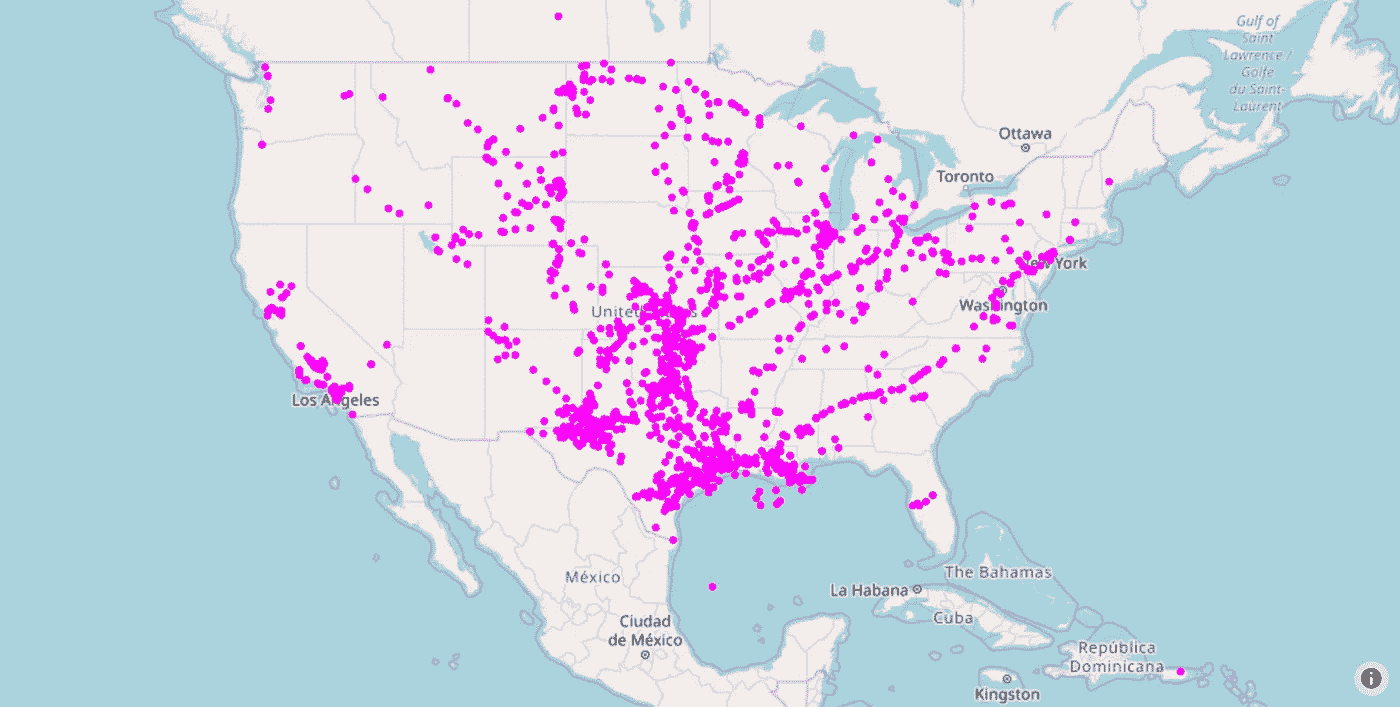 Gulf of
Saint
Lawrence /
Golfe
du Saint-
Laurent
Ottawa
Toronto
New York
Washington
United States
Los Angeles
México
La Habana
The Bahamas
Cuba
Ciudad
de México
República
Dominicana
Kingston